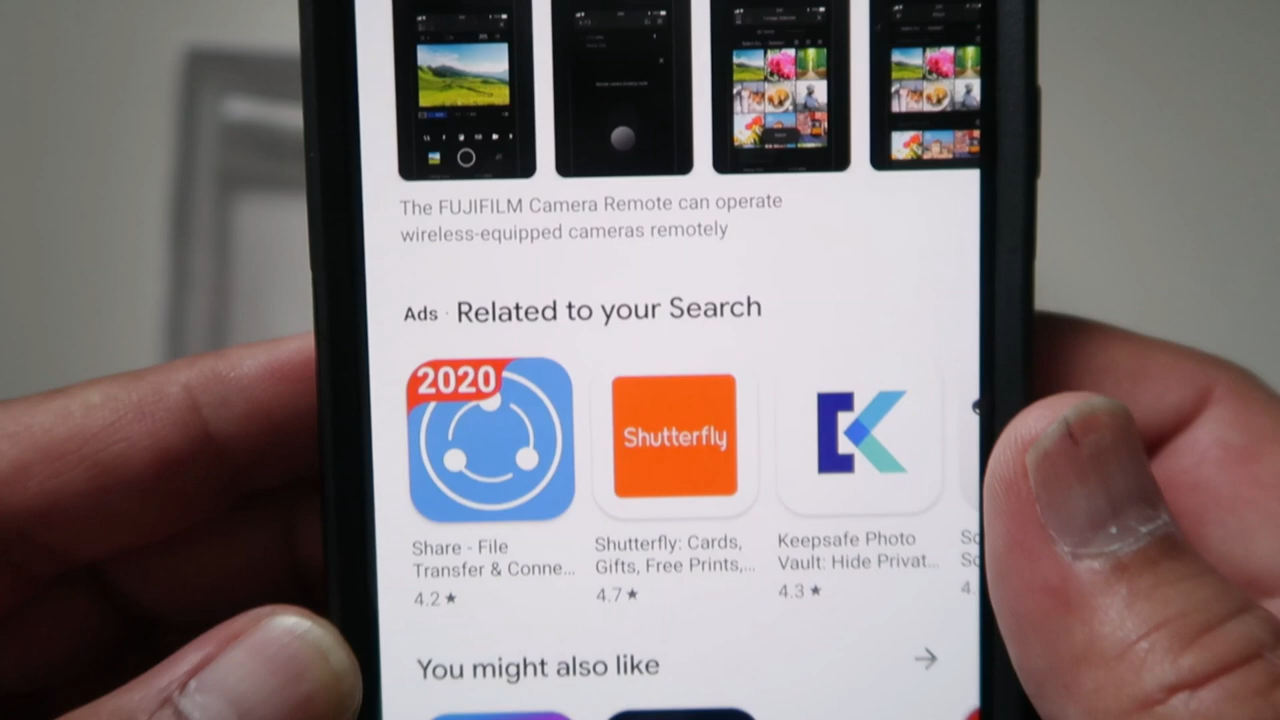 The FUJIFILM Camera Remote can operate
wireless-equipped cameras remotely
Ads · Related to your Search
2020
Shutterfly
Share - File
Transfer & Conne...
4.2 ★
Shutterfly: Cards,
Gifts, Free Prints,...
4.7 ★
Keepsafe Photo
Vault: Hide Privat...
4.3 ★
You might also like